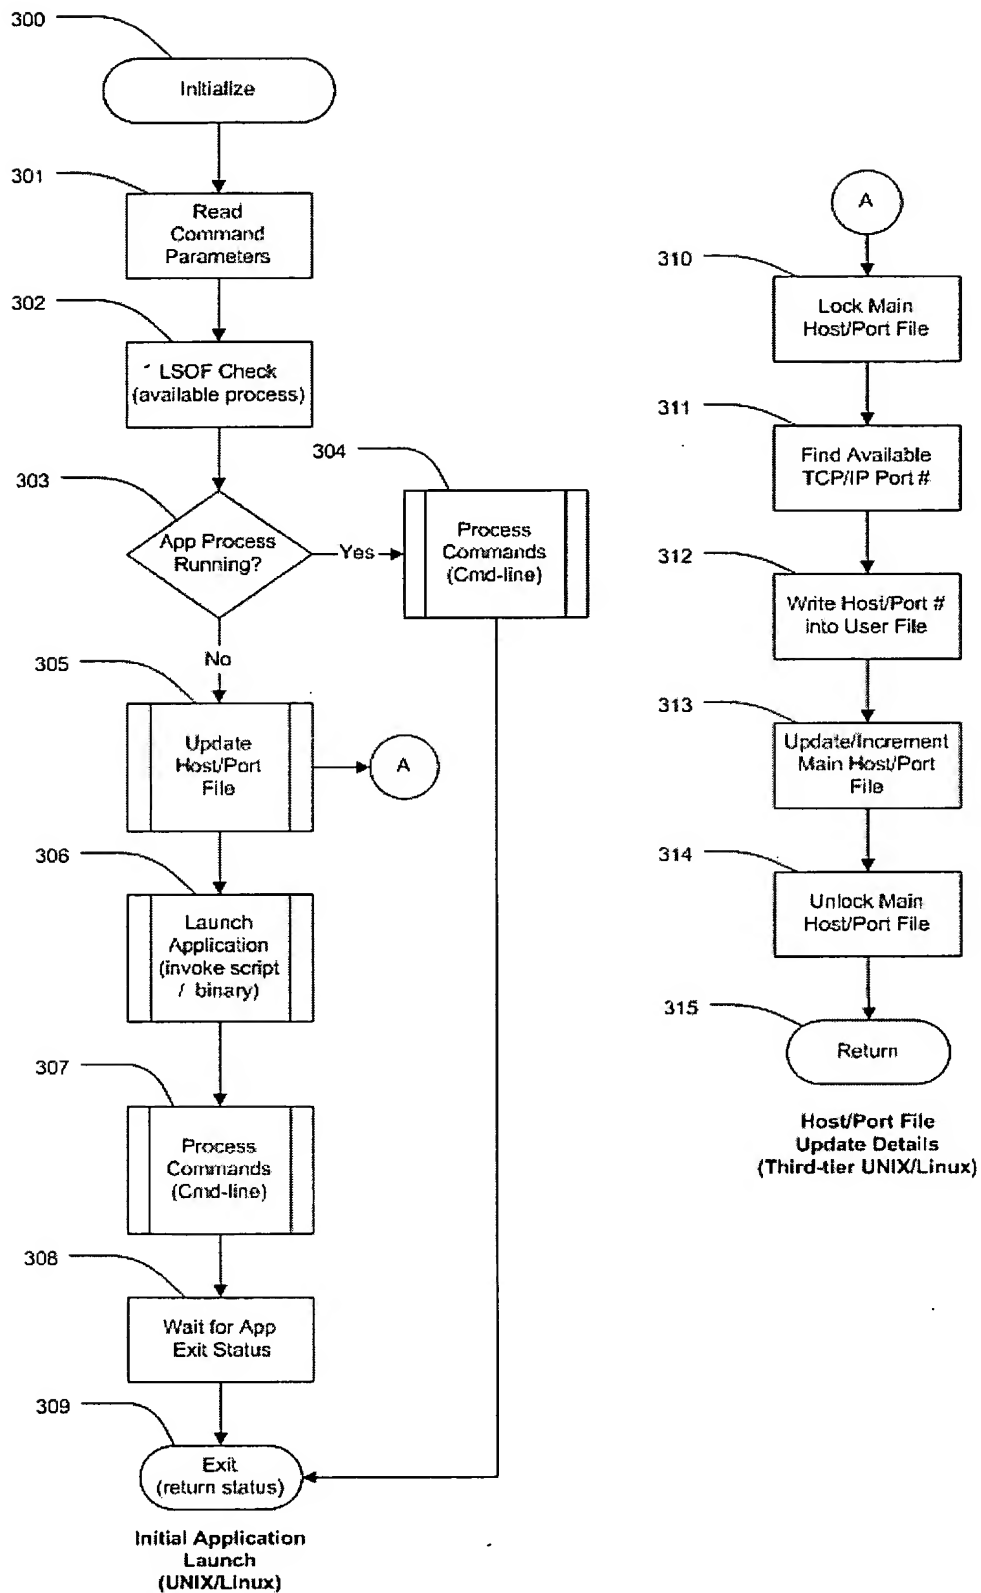 300
Initialize
301
Read
Command
Parameters
302
LSOF Check
(available process)
303
App Process
Running?
Yes
304
Process
Commands
(Cmd-line)
No
305
Update
Host/Port
File
A
306
Launch
Application
(invoke script
/ binary)
307
Process
Commands
(Cmd-line)
308
Wait for App
Exit Status
309
Exit
(return status)
Initial Application
Launch
(UNIX/Linux)
A
310
Lock Main
Host/Port File
311
Find Available
TCP/IP Port #
312
Write Host/Port #
into User File
313
Update/Increment
Main Host/Port
File
314
Unlock Main
Host/Port File
315
Return
Host/Port File
Update Details
(Third-tier UNIX/Linux)